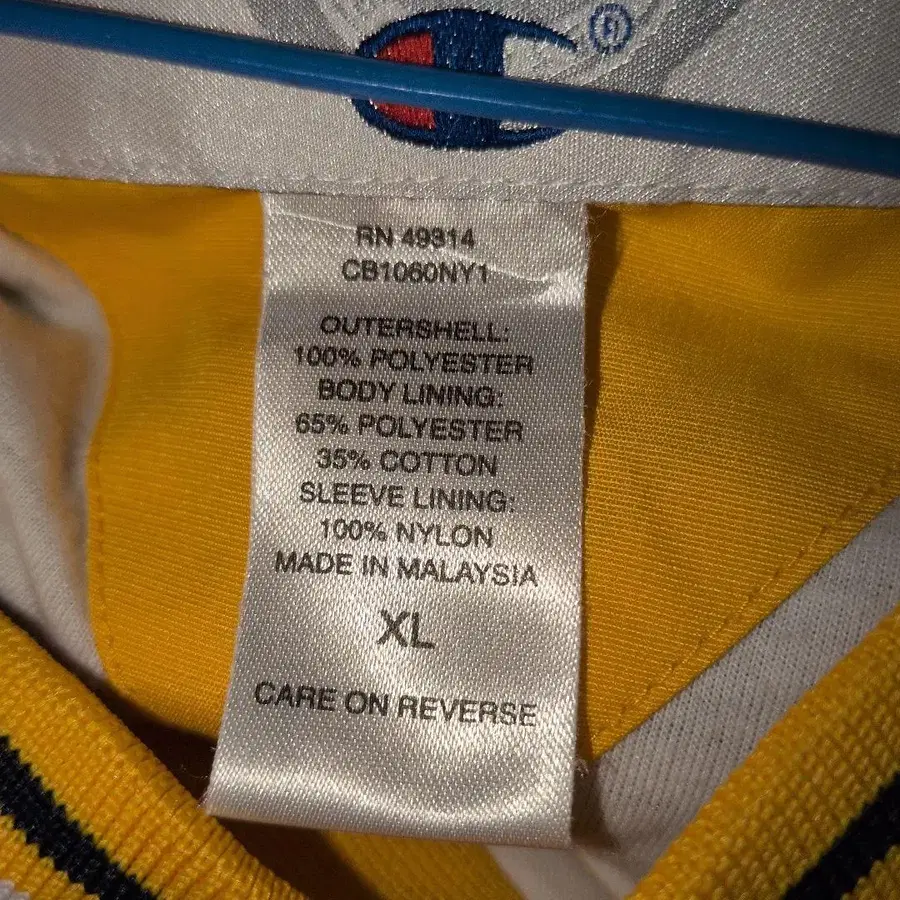 ®
RN 49314
CB1060NY1
OUTERSHELL:
100% POLYESTER
BODY LINING:
65% POLYESTER
35% COTTON
SLEEVE LINING:
100% NYLON
MADE IN MALAYSIA
XL
CARE ON REVERSE